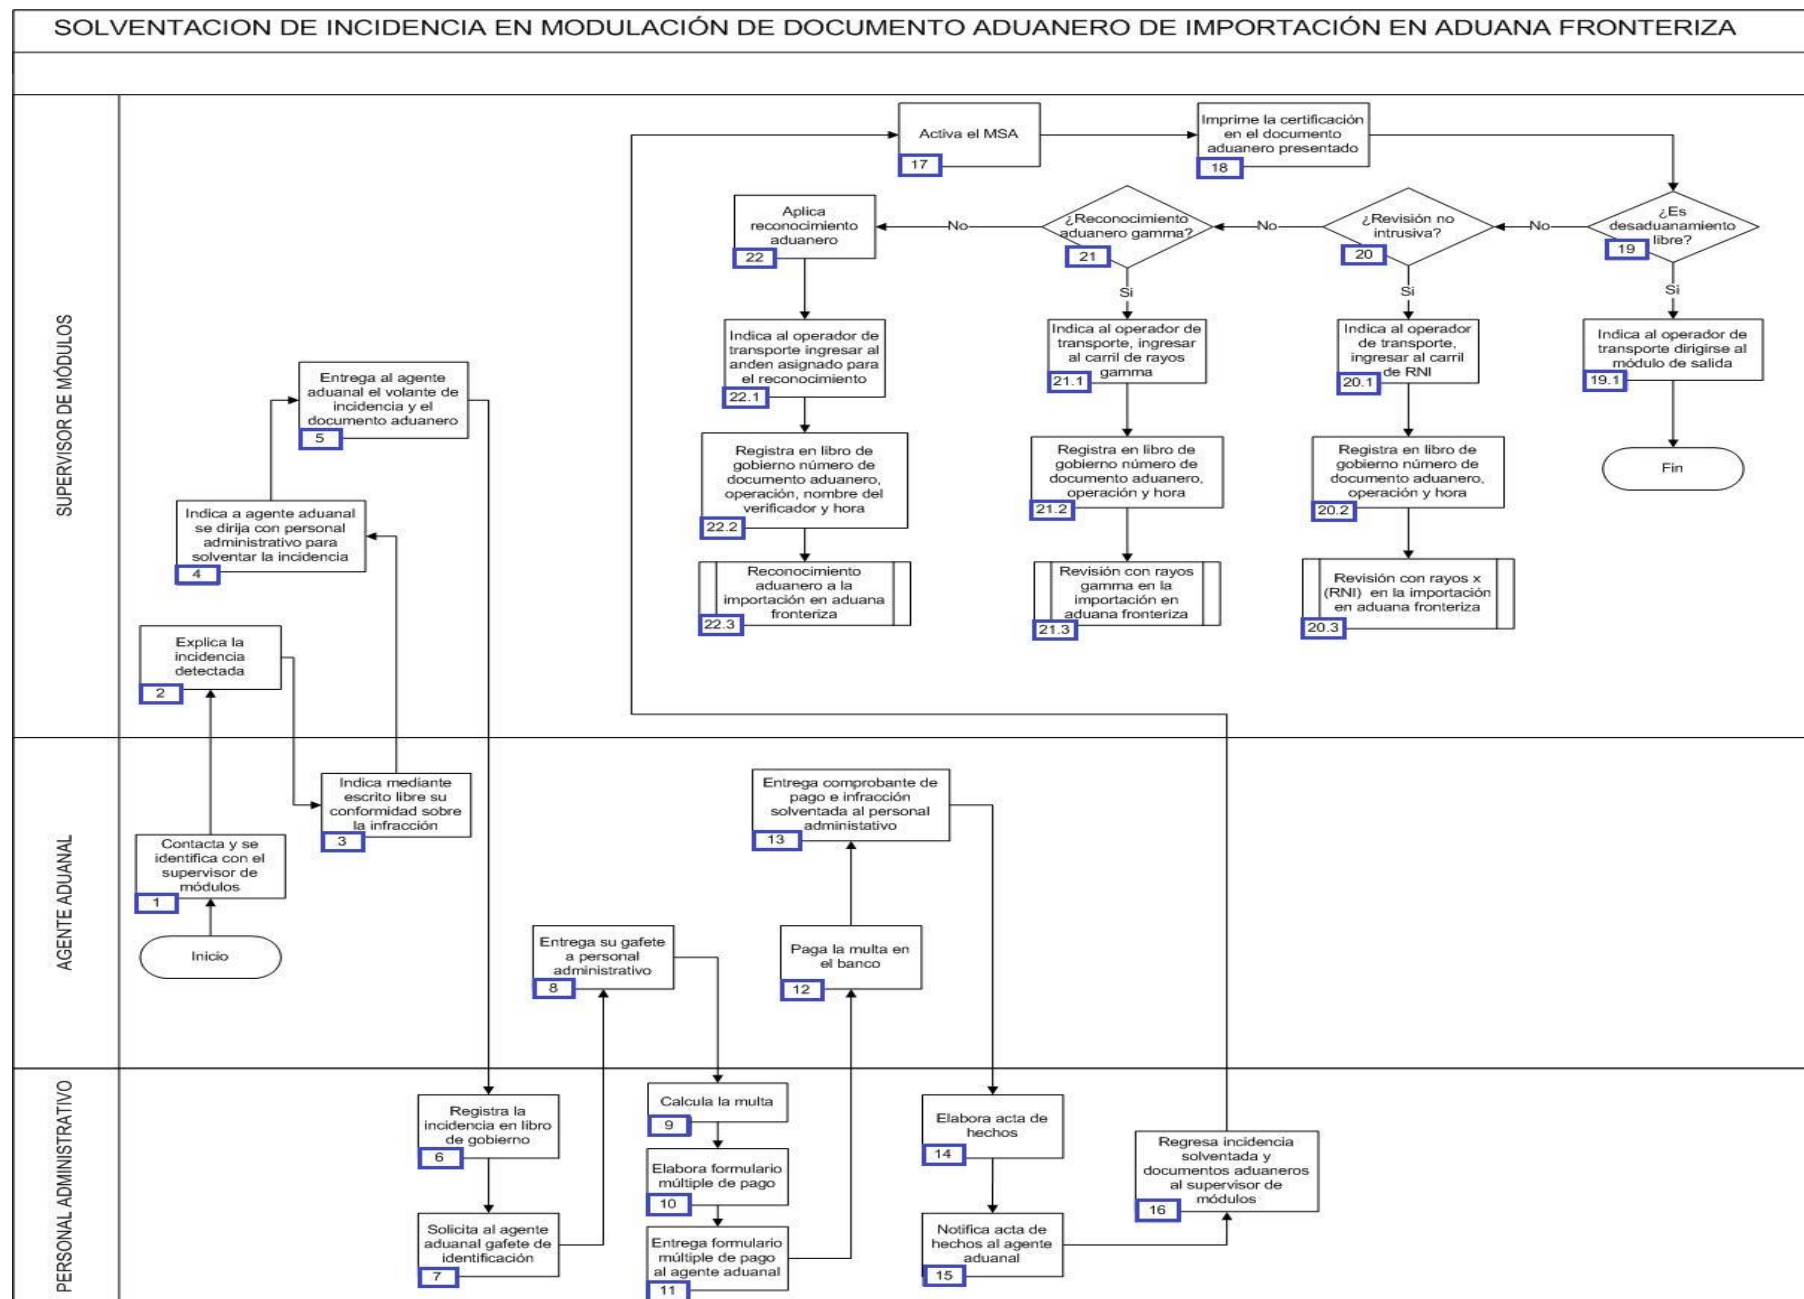 SOLVENTACION DE INCIDENCIA EN MODULACIÓN DE DOCUMENTO ADUANERO DE IMPORTACIÓN EN ADUANA FRONTERIZA
SUPERVISOR DE MÓDULOS
Activa el MSA
17
Imprime la certificación
en el documento
aduanero presentado
18
¿Es
desaduanamiento
libre?
19
No
¿Revisión no
intrusiva?
20
No
¿Reconocimiento
aduanero gamma?
21
No
Aplica
reconocimiento
aduanero
22
Si
Si
Si
Indica al operador de
transporte ingresar al
anden asignado para
el reconocimiento
22.1
Indica al operador de
transporte, ingresar
al carril de rayos
gamma
21.1
Indica al operador
de transporte,
ingresar al carril
de RNI
20.1
Indica al operador de
transporte dirigirse al
módulo de salida
19.1
Registra en libro de
gobierno número de
documento aduanero,
operación, nombre del
verificador y hora
22.2
Registra en libro de
gobierno número de
documento aduanero,
operación y hora
21.2
Registra en libro de
gobierno número de
documento aduanero,
operación y hora
20.2
Fin
Reconocimiento
aduanero a la
importación en aduana
fronteriza
22.3
Revisión con rayos
gamma en la
importación en
aduana fronteriza
21.3
Revisión con rayos x
(RNI) en la importación
en aduana fronteriza
20.3
Entrega al agente
aduanal el volante de
incidencia y el
documento aduanero
5
Indica a agente aduanal
se dirija con personal
administrativo para
solventar la incidencia
4
Explica la
incidencia
detectada
2
AGENTE ADUANAL
Indica mediante
escrito libre su
conformidad sobre
la infracción
3
Contacta y se
identifica con el
supervisor de
módulos
1
Inicio
Entrega su gafete
a personal
administrativo
8
Entrega comprobante de
pago e infracción
solventada al personal
administativo
13
Paga la multa en
el banco
12
PERSONAL ADMINISTRATIVO
Registra la
incidencia en libro
de gobierno
6
Solicita al agente
aduanal gafete de
identificación
7
Calcula la multa
9
Elabora formulario
múltiple de pago
10
Entrega formulario
múltiple de pago
al agente aduanal
11
Elabora acta de
hechos
14
Notifica acta de
hechos al agente
aduanal
15
Regresa incidencia
solventada y
documentos aduaneros
al supervisor de
módulos
16